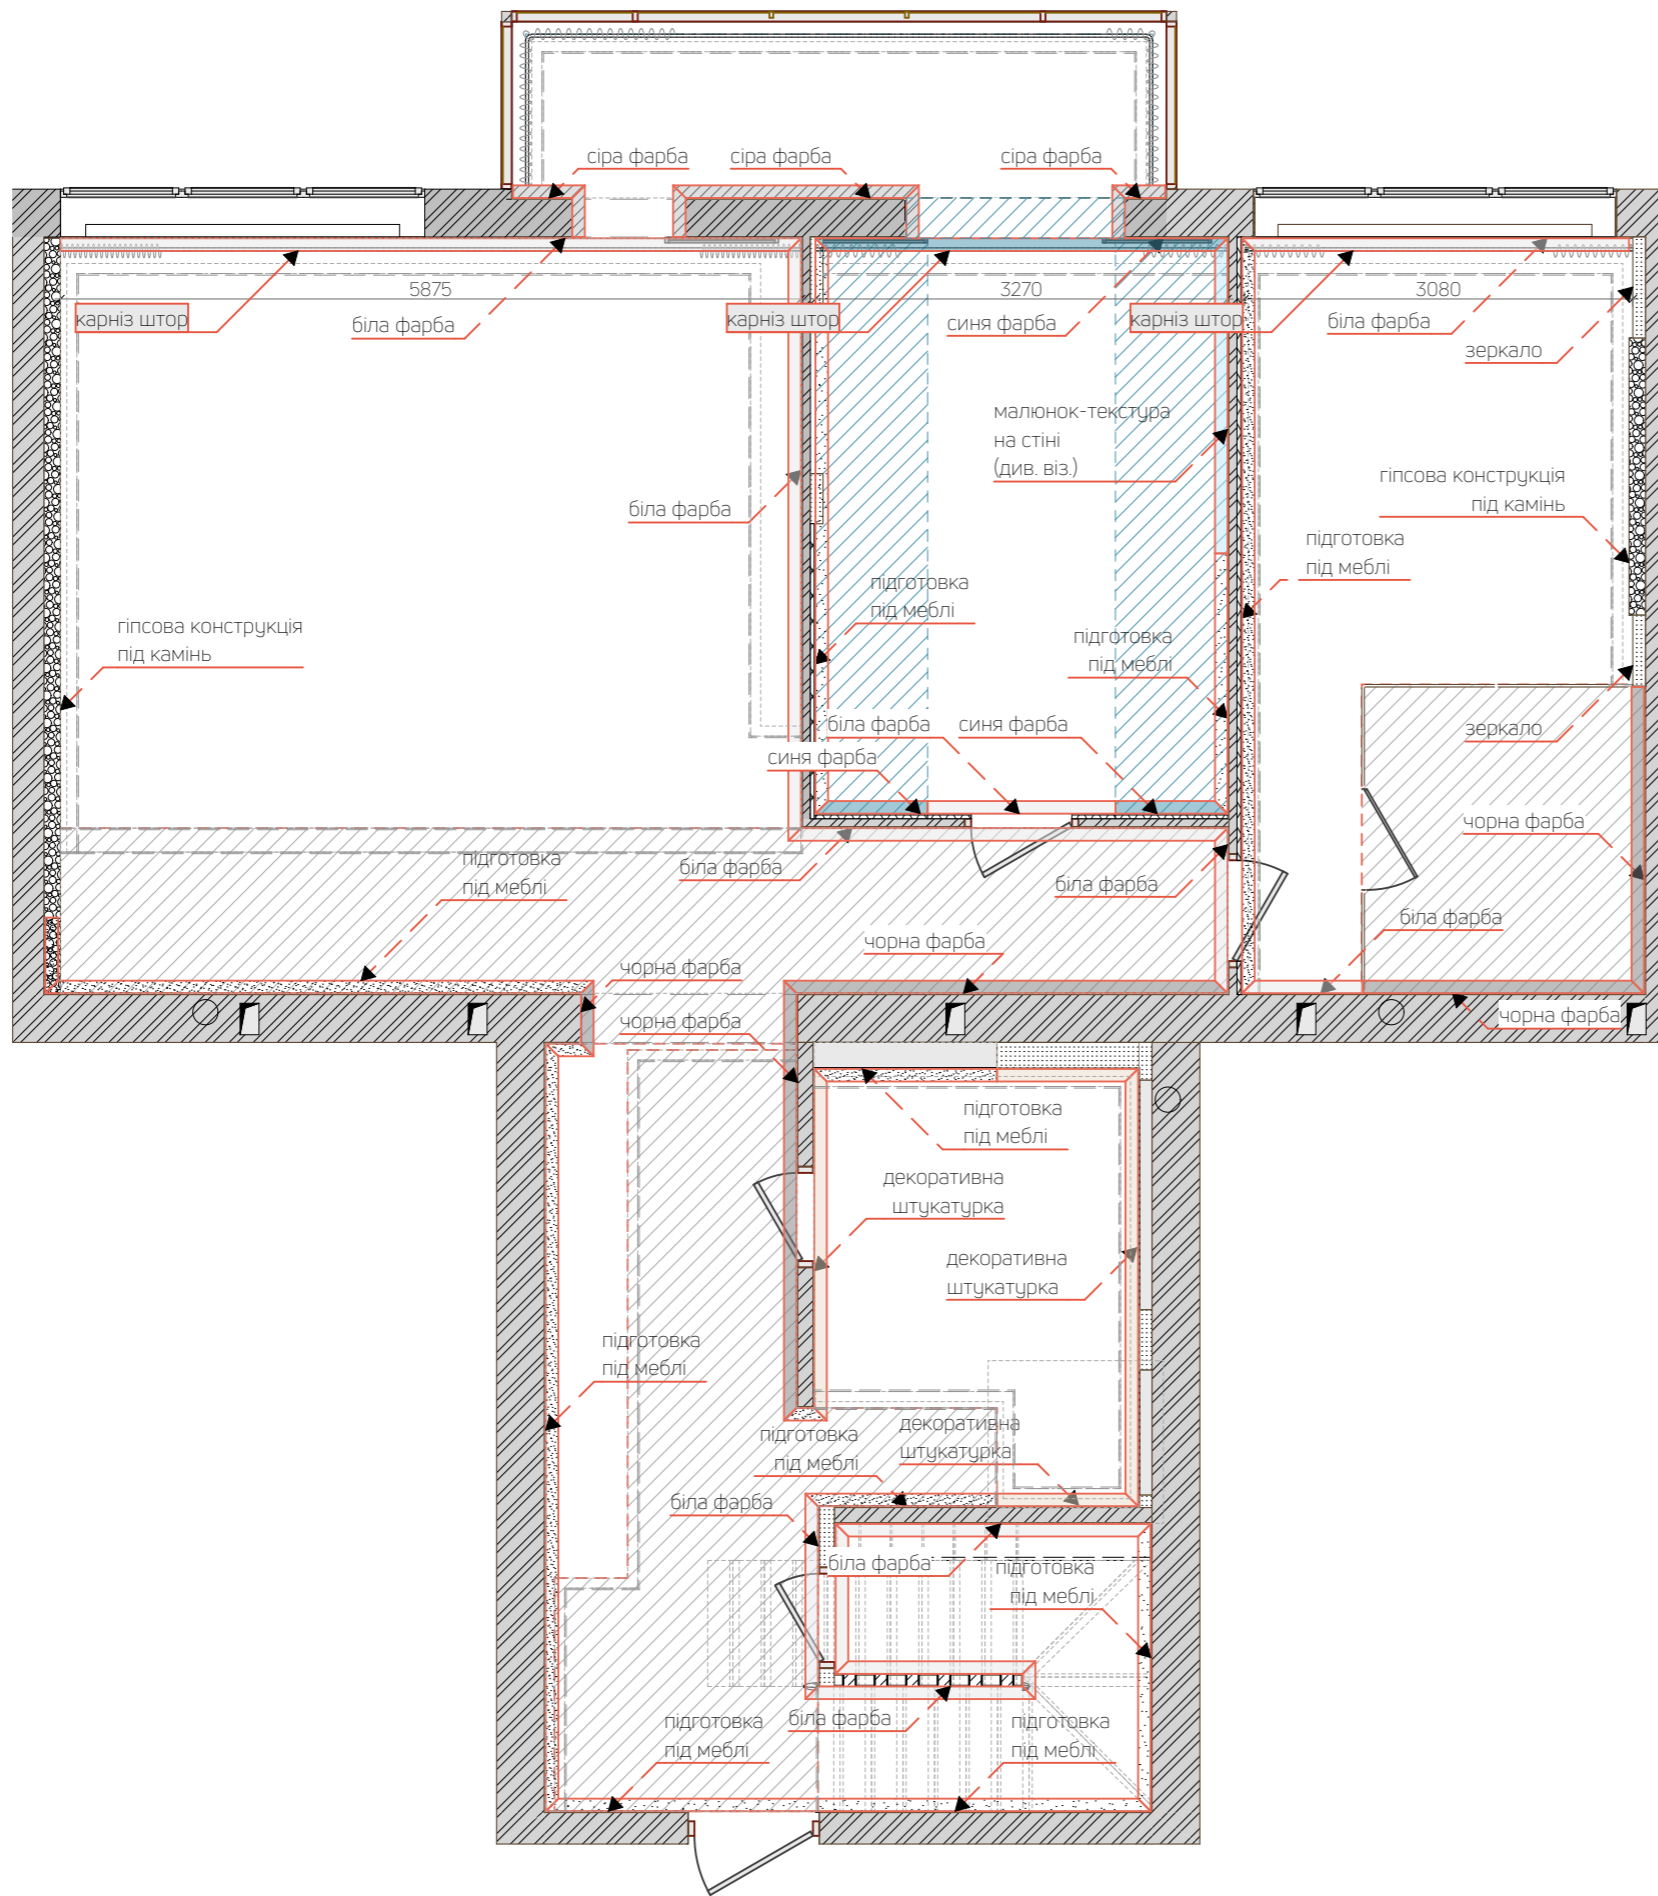 сіра фарба
сіра фарба
сіра фарба
5875
3270
3080
карніз штор
біла фарба
карніз штор
синя фарба
карніз штор
біла фарба
зеркало
малюнок-текстура
на стіні
(див. віз.)
гіпсова конструкція
під камінь
біла фарба
підготовка
під меблі
підготовка
під меблі
гіпсова конструкція
під камінь
підготовка
під меблі
біла фарба
синя фарба
зеркало
синя фарба
чорна фарба
підготовка
під меблі
біла фарба
біла фарба
біла фарба
чорна фарба
чорна фарба
чорна фарба
чорна фарба
підготовка
під меблі
декоративна
штукатурка
декоративна
штукатурка
підготовка
під меблі
декоративна
штукатурка
підготовка
під меблі
біла фарба
біла фарба
підготовка
під меблі
біла фарба
підготовка
під меблі
підготовка
під меблі